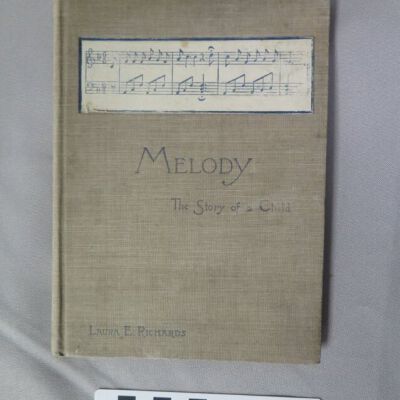 MELODY
The Story of a Child
LAURA E. RICHARDS